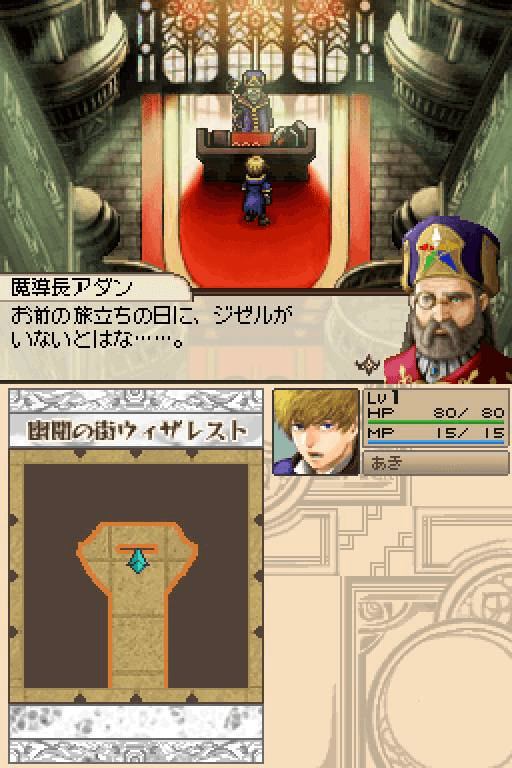 魔導長アダン
お前の旅立ちの日に、ジゼルが
いないとはな……。
幽閉の街ウィザレスト
Lv 1
HP 80/ 80
MP 15/ 15
あき